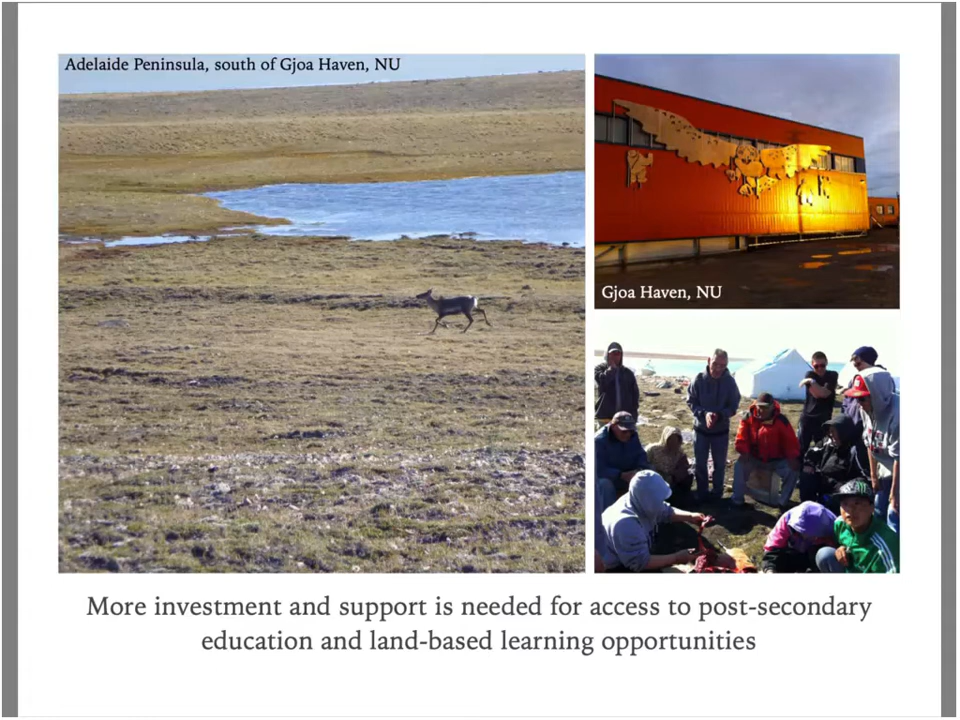 Adelaide Peninsula, south of Gjoa Haven, NU
Gjoa Haven, NU
More investment and support is needed for access to post-secondary
education and land-based learning opportunities